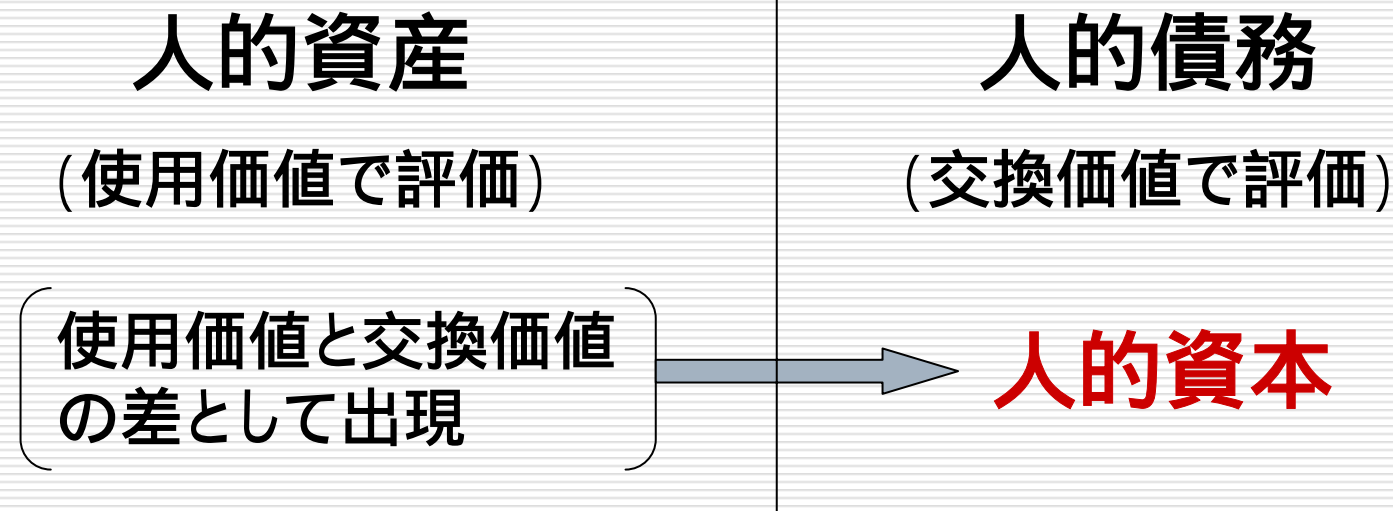 人的資産
(使用価値で評価)
使用価値と交換価値
の差として出現
人的債務
(交換価値で評価)
人的資本